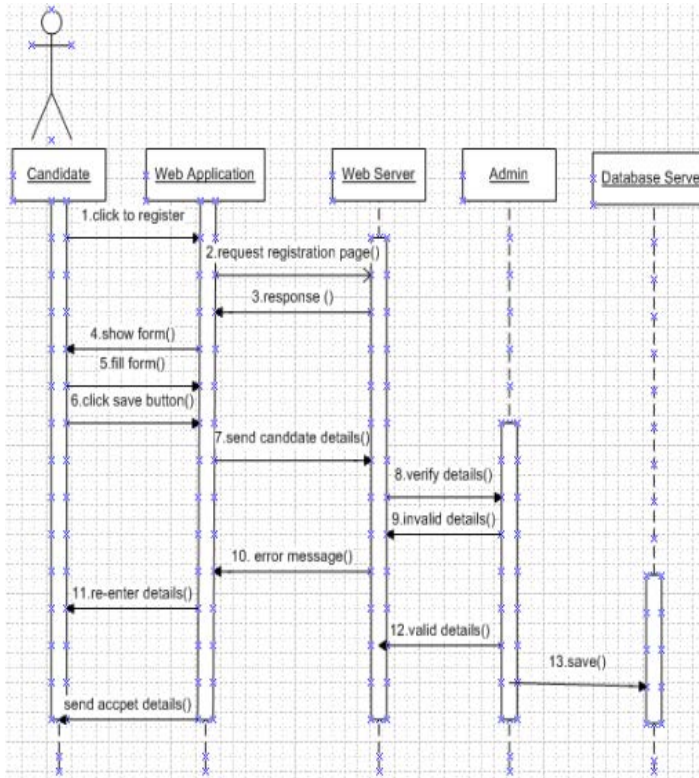 Candidate
Web Application
Web Server
Admin
Database Serve
1.click to register
2.request registration page()
3.response ()
4.show form()
5.fill form()
6.click save button()
7.send canddate details()
8.verify details()
9.invalid details()
10. error message()
11.re-enter details()
12.valid details()
13.save()
send accpet details()